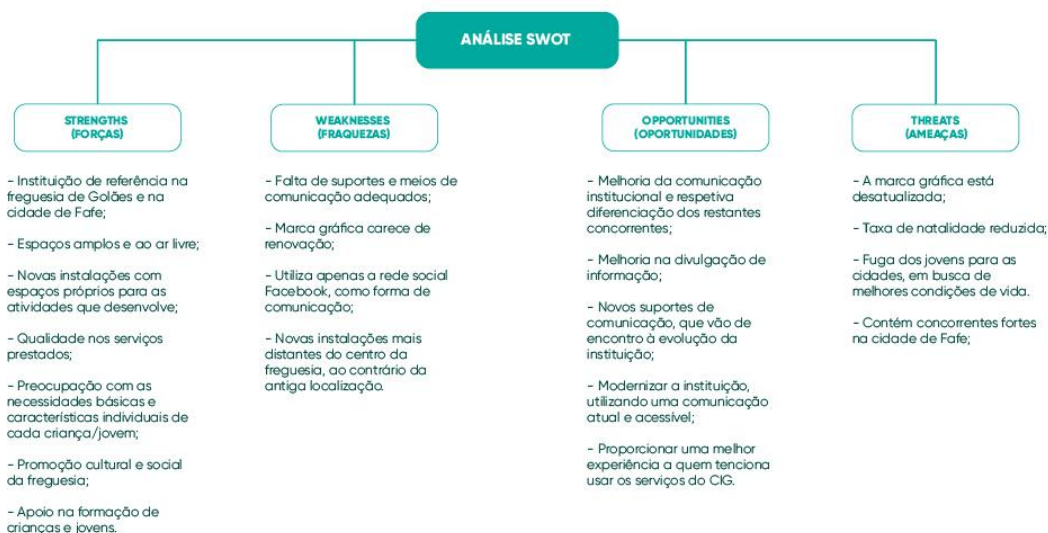 ANÁLISE SWOT
STRENGTHS
(FORÇAS)
- Instituição de referência na
freguesia de Golães e na
cidade de Fafe;
- Espaços amplos e ao ar livre;
- Novas instalações com
espaços próprios para as
atividades que desenvolve;
- Qualidade nos serviços
prestados;
- Preocupação com as
necessidades básicas e
características individuais de
cada criança/jovem;
- Promoção cultural e social
da freguesia;
- Apoio na formação de
crianças e jovens.
WEAKNESSES
(FRAQUEZAS)
- Falta de suportes e meios de
comunicação adequados;
- Marca gráfica carece de
renovação;
- Utiliza apenas a rede social
Facebook, como forma de
comunicação;
- Novas instalações mais
distantes do centro da
freguesia, ao contrário da
antiga localização.
OPPORTUNITIES
(OPORTUNIDADES)
- Melhoria da comunicação
institucional e respetiva
diferenciação dos restantes
concorrentes;
- Melhoria na divulgação de
informação;
- Novos suportes de
comunicação, que vão de
encontro à evolução da
instituição;
- Modernizar a instituição,
utilizando uma comunicação
atual e acessível;
- Proporcionar uma melhor
experiência a quem tenciona
usar os serviços do CIG.
THREATS
(AMEAÇAS)
- A marca gráfica está
desatualizada;
- Taxa de natalidade reduzida;
- Fuga dos jovens para as
cidades, em busca de
melhores condições de vida.
- Contém concorrentes fortes
na cidade de Fafe;